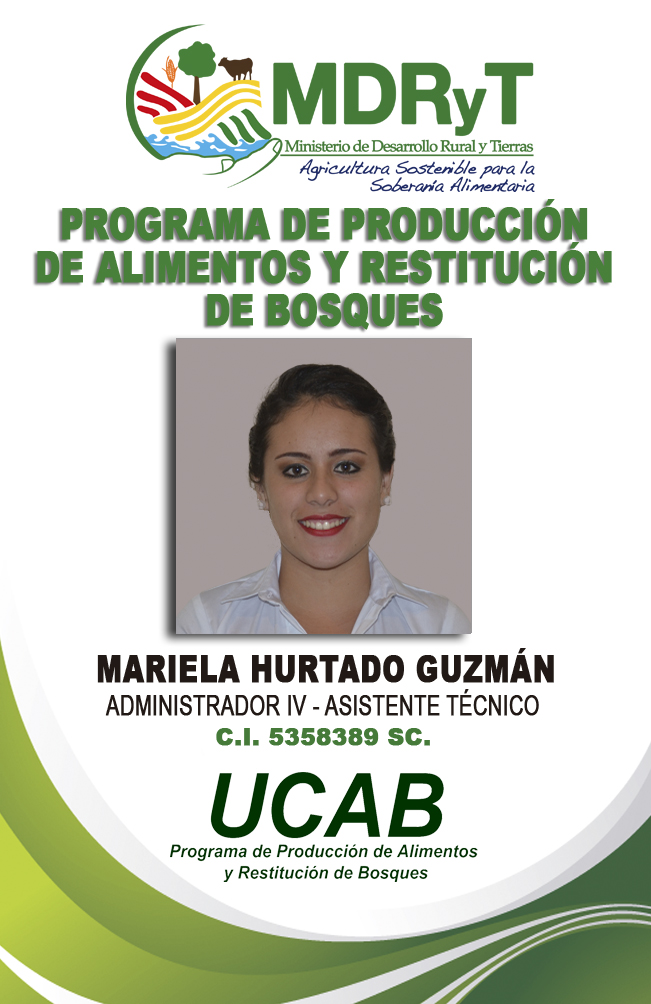 MDRyT
Ministerio de Desarrollo Rural y Tierras
Agricultura Sostenible para la
Soberanía Alimentaria
PROGRAMA DE PRODUCCIÓN
DE ALIMENTOS Y RESTITUCIÓN
DE BOSQUES
MARIELA HURTADO GUZMÁN
ADMINISTRADOR IV - ASISTENTE TÉCNICO
C.I. 5358389 SC.
UCAB
Programa de Producción de Alimentos
y Restitución de Bosques